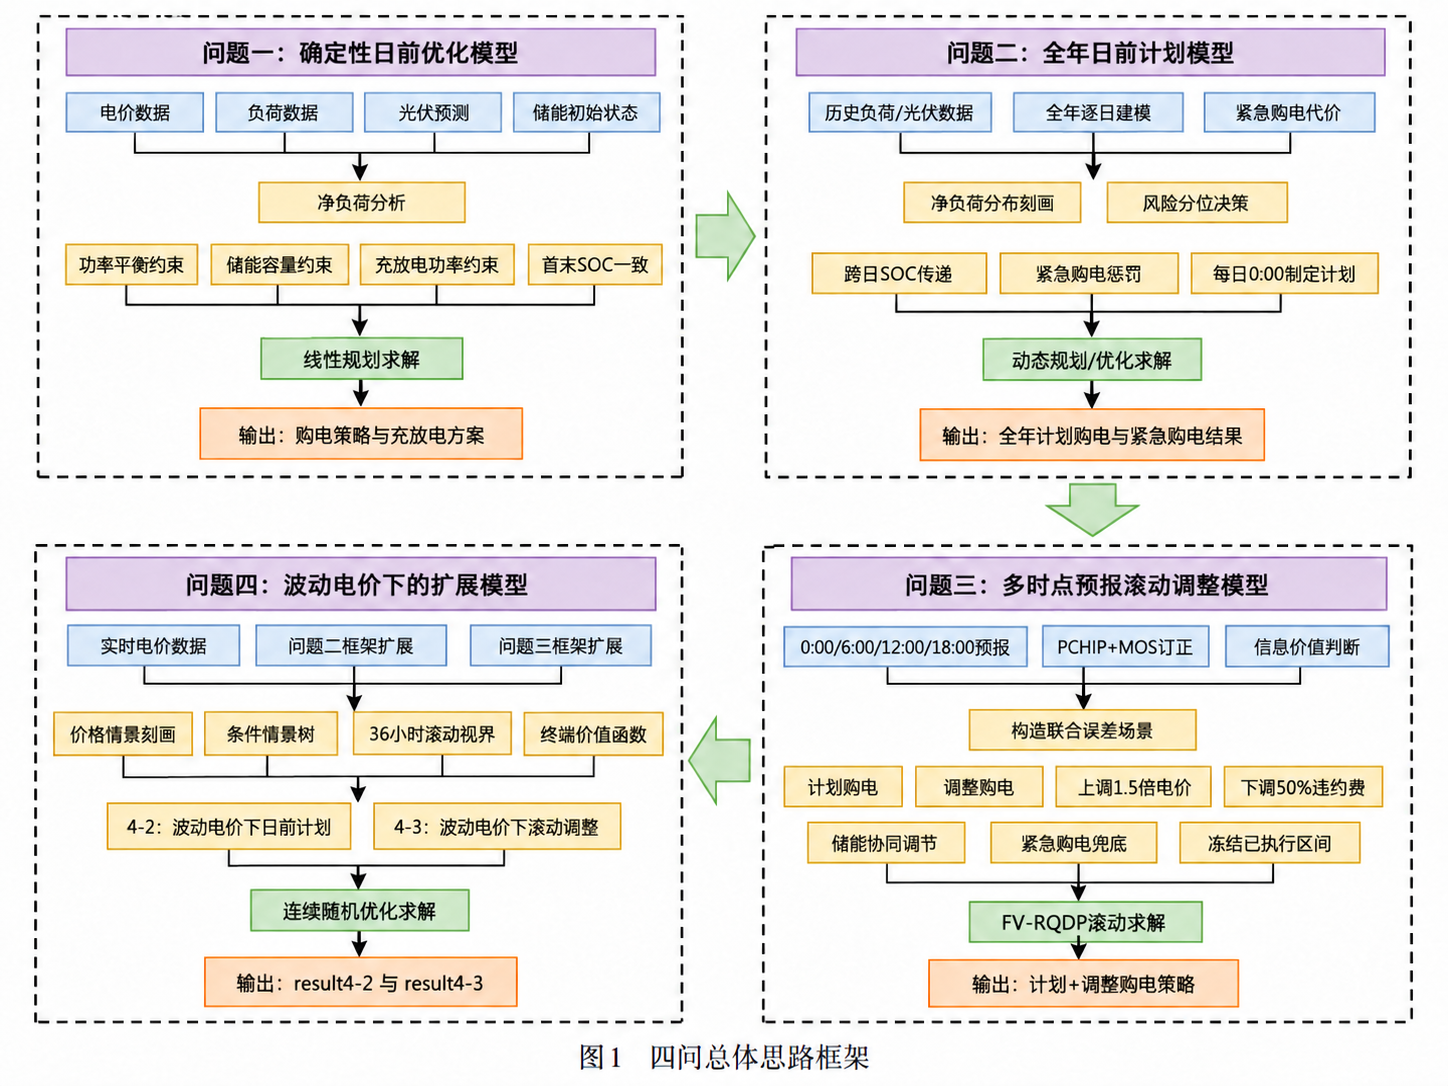 问题一：确定性日前优化模型
电价数据
负荷数据
光伏预测
储能初始状态
净负荷分析
功率平衡约束
储能容量约束
充放电功率约束
首末SOC一致
线性规划求解
输出：购电策略与充放电方案
问题二：全年日前计划模型
历史负荷/光伏数据
全年逐日建模
紧急购电代价
净负荷分布刻画
风险分位决策
跨日SOC传递
紧急购电惩罚
每日0:00制定计划
动态规划/优化求解
输出：全年计划购电与紧急购电结果
问题三：多时点预报滚动调整模型
0:00/6:00/12:00/18:00预报
PCHIP+MOS订正
信息价值判断
构造联合误差场景
计划购电
调整购电
上调1.5倍电价
下调50%违约费
储能协同调节
紧急购电兜底
冻结已执行区间
FV-RQDP滚动求解
输出：计划+调整购电策略
问题四：波动电价下的扩展模型
实时电价数据
问题二框架扩展
问题三框架扩展
价格情景刻画
条件情景树
36小时滚动视界
终端价值函数
4-2：波动电价下日前计划
4-3：波动电价下滚动调整
连续随机优化求解
输出：result4-2 与 result4-3
图 1 四问总体思路框架